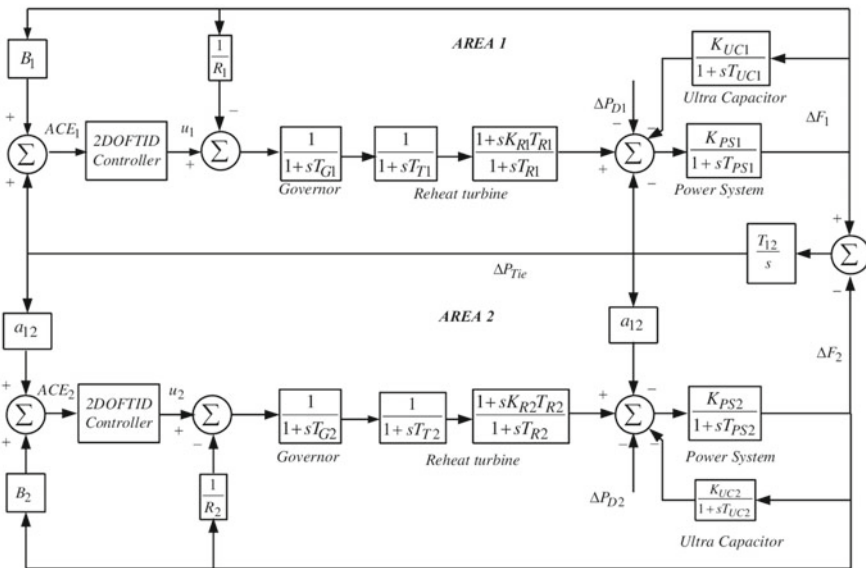 AREA 1
B₁
1/R₁
K_UC1/1+sT_UC1
Ultra Capacitor
ΔP_D1
ΔF₁
+
−
−
−
ACE₁
2DOFTID
Controller
u₁
∑
+
+
∑
1/1+sT_G1
Governor
1/1+sT_T1
1+sK_R1T_R1/1+sT_R1
Reheat turbine
+
∑
−
K_PS1/1+sT_PS1
Power System
+
∑
−
T₁₂/s
ΔP_Tie
AREA 2
a₁₂
a₁₂
ΔF₂
+
−
ACE₂
2DOFTID
Controller
u₂
∑
+
+
−
∑
1/1+sT_G2
Governor
1/1+sT_T2
1+sK_R2T_R2/1+sT_R2
Reheat turbine
+
∑
−
−
K_PS2/1+sT_PS2
Power System
B₂
1/R₂
ΔP_D2
K_UC2/1+sT_UC2
Ultra Capacitor